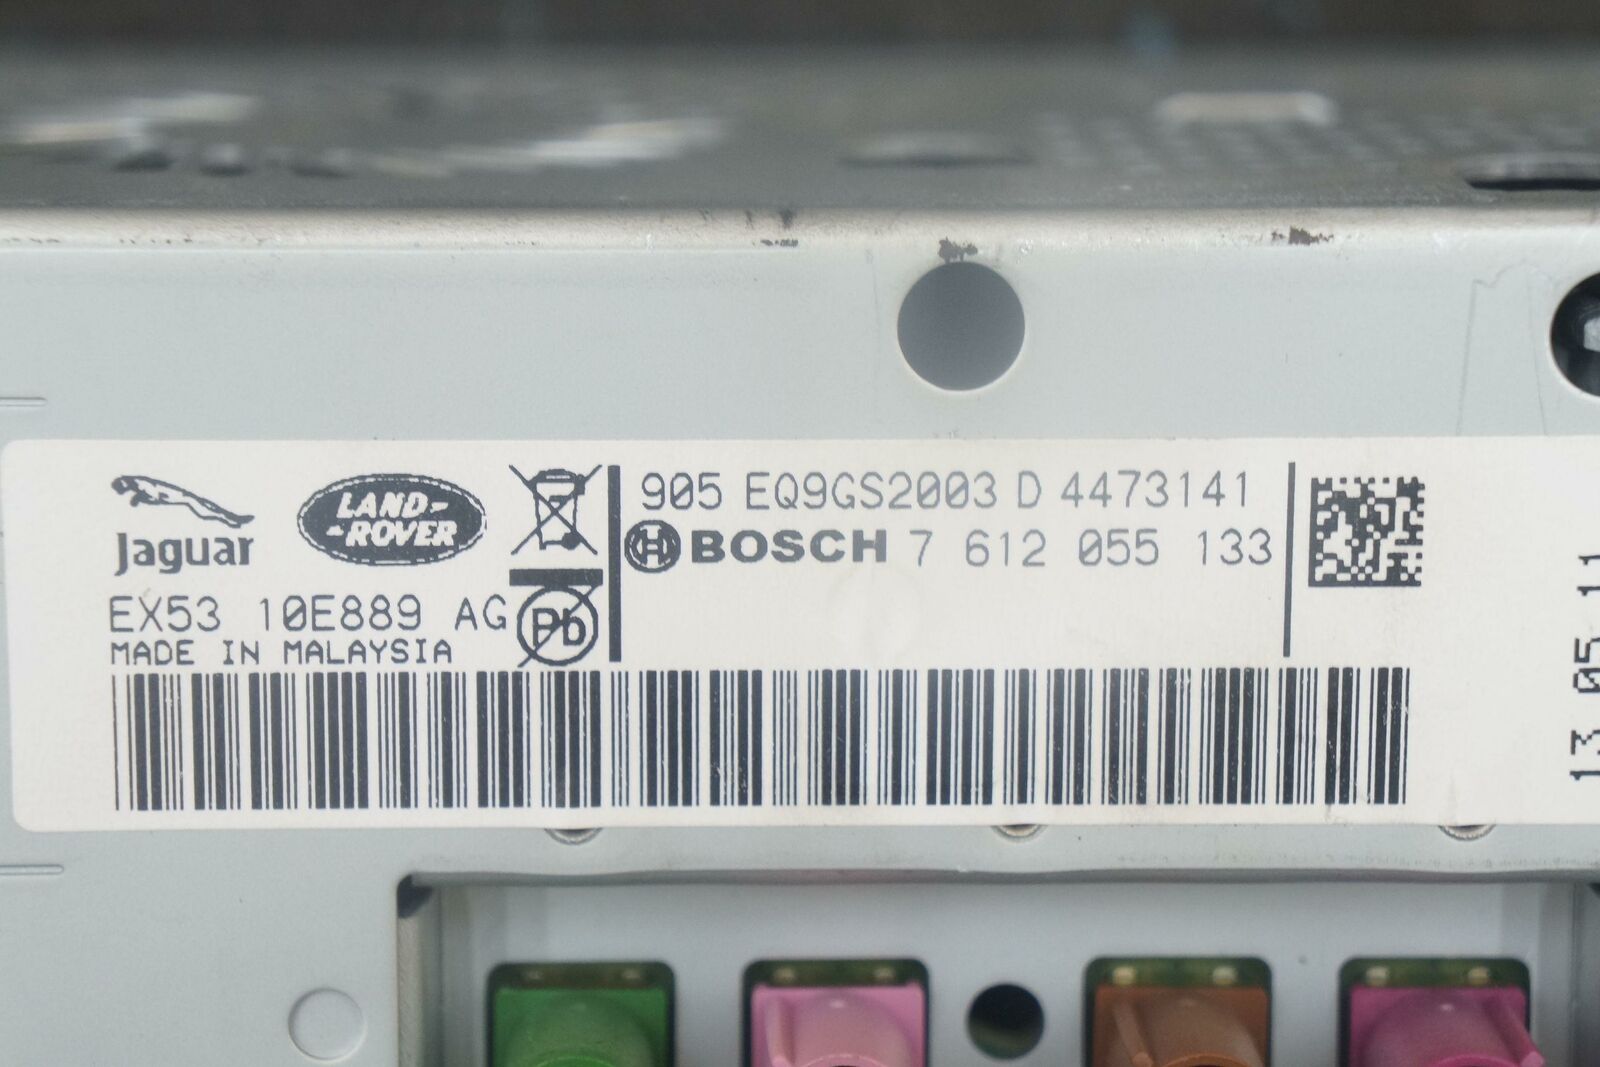 Jaguar
LAND-
-ROVER
905 EQ9GS2003 D 4473141
BOSCH 7 612 055 133
EX53 10E889 AG
Pb
MADE IN MALAYSIA
13 05 11